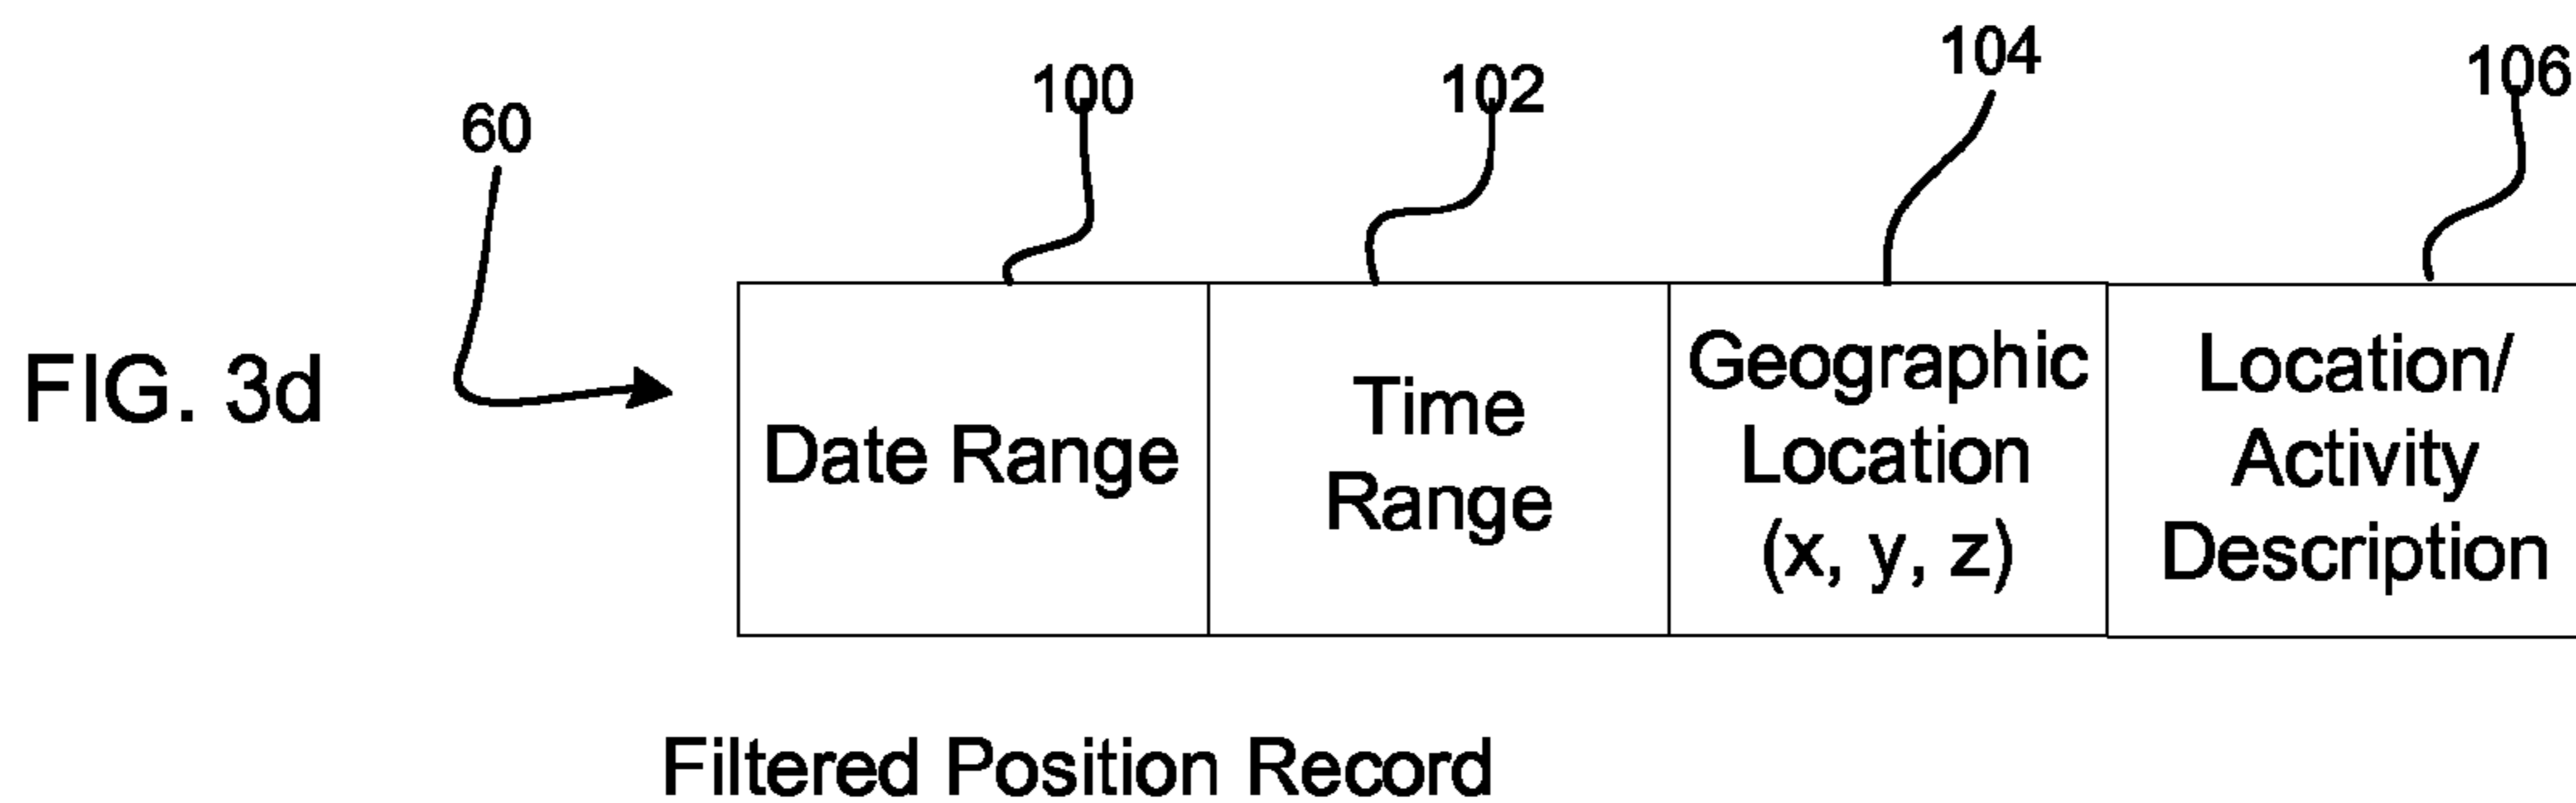 60
100
102
104
106
FIG. 3d
Date Range
Time
Range
Geographic
Location
(x, y, z)
Location/
Activity
Description
Filtered Position Record